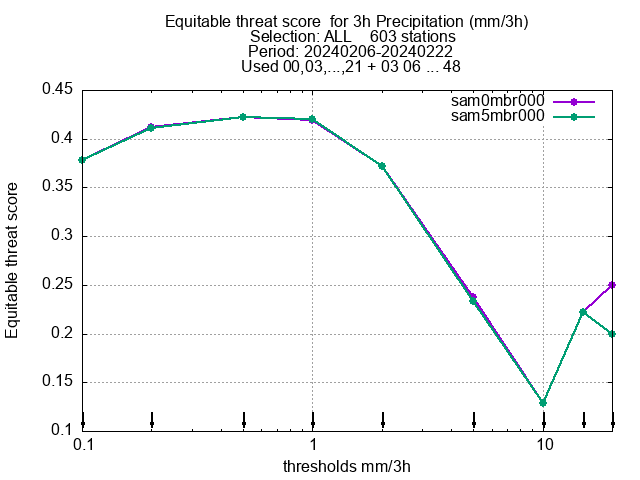 Equitable threat score  for 3h Precipitation (mm/3h)
Selection: ALL    603 stations
Period: 20240206-20240222
Used 00,03,...,21 + 03 06 ... 48
sam0mbr000
sam5mbr000
0.45
0.4
0.35
0.3
0.25
0.2
0.15
0.1
Equitable threat score
0.1
1
10
thresholds mm/3h